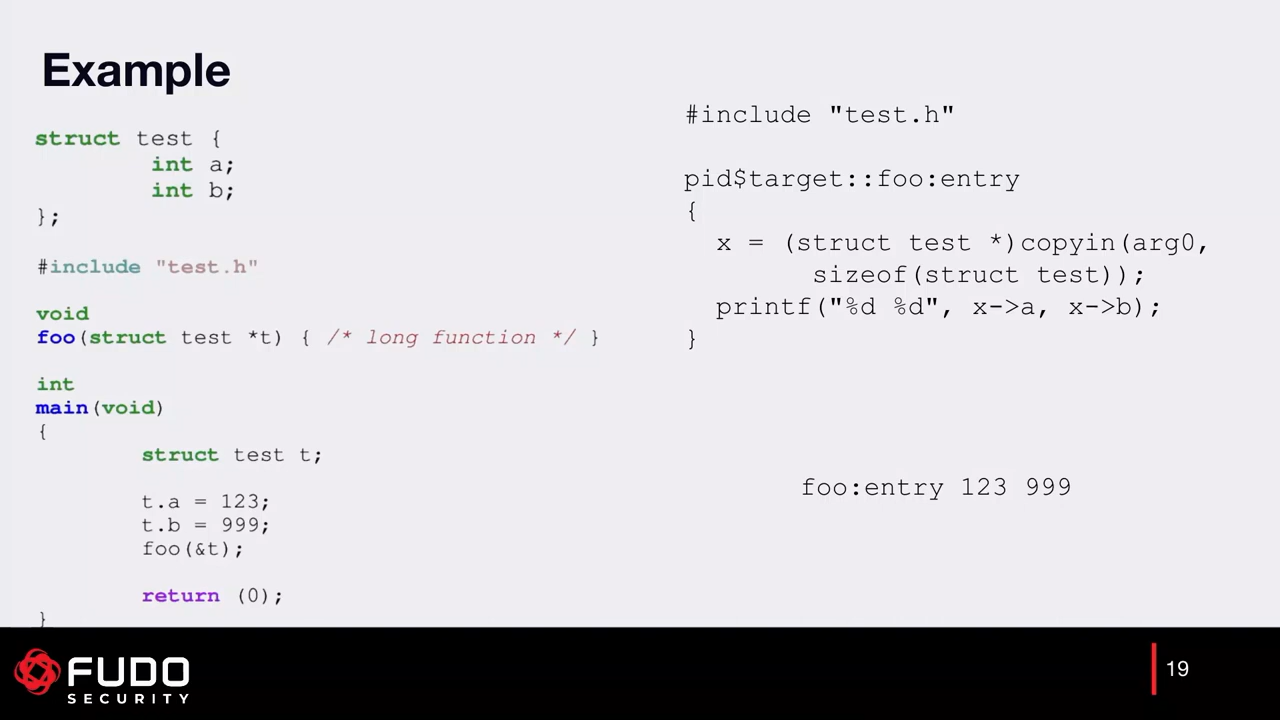 Example
struct test {
int a;
int b;
};
#include "test.h"
void
foo(struct test *t) { /* long function */ }
int
main(void)
{
struct test t;
t.a = 123;
t.b = 999;
foo(&t);
return (0);
}
#include "test.h"
pid$target::foo:entry
{
x = (struct test *)copyin(arg0,
sizeof(struct test));
printf("%d %d", x->a, x->b);
}
foo:entry 123 999
FUDO
SECURITY
19